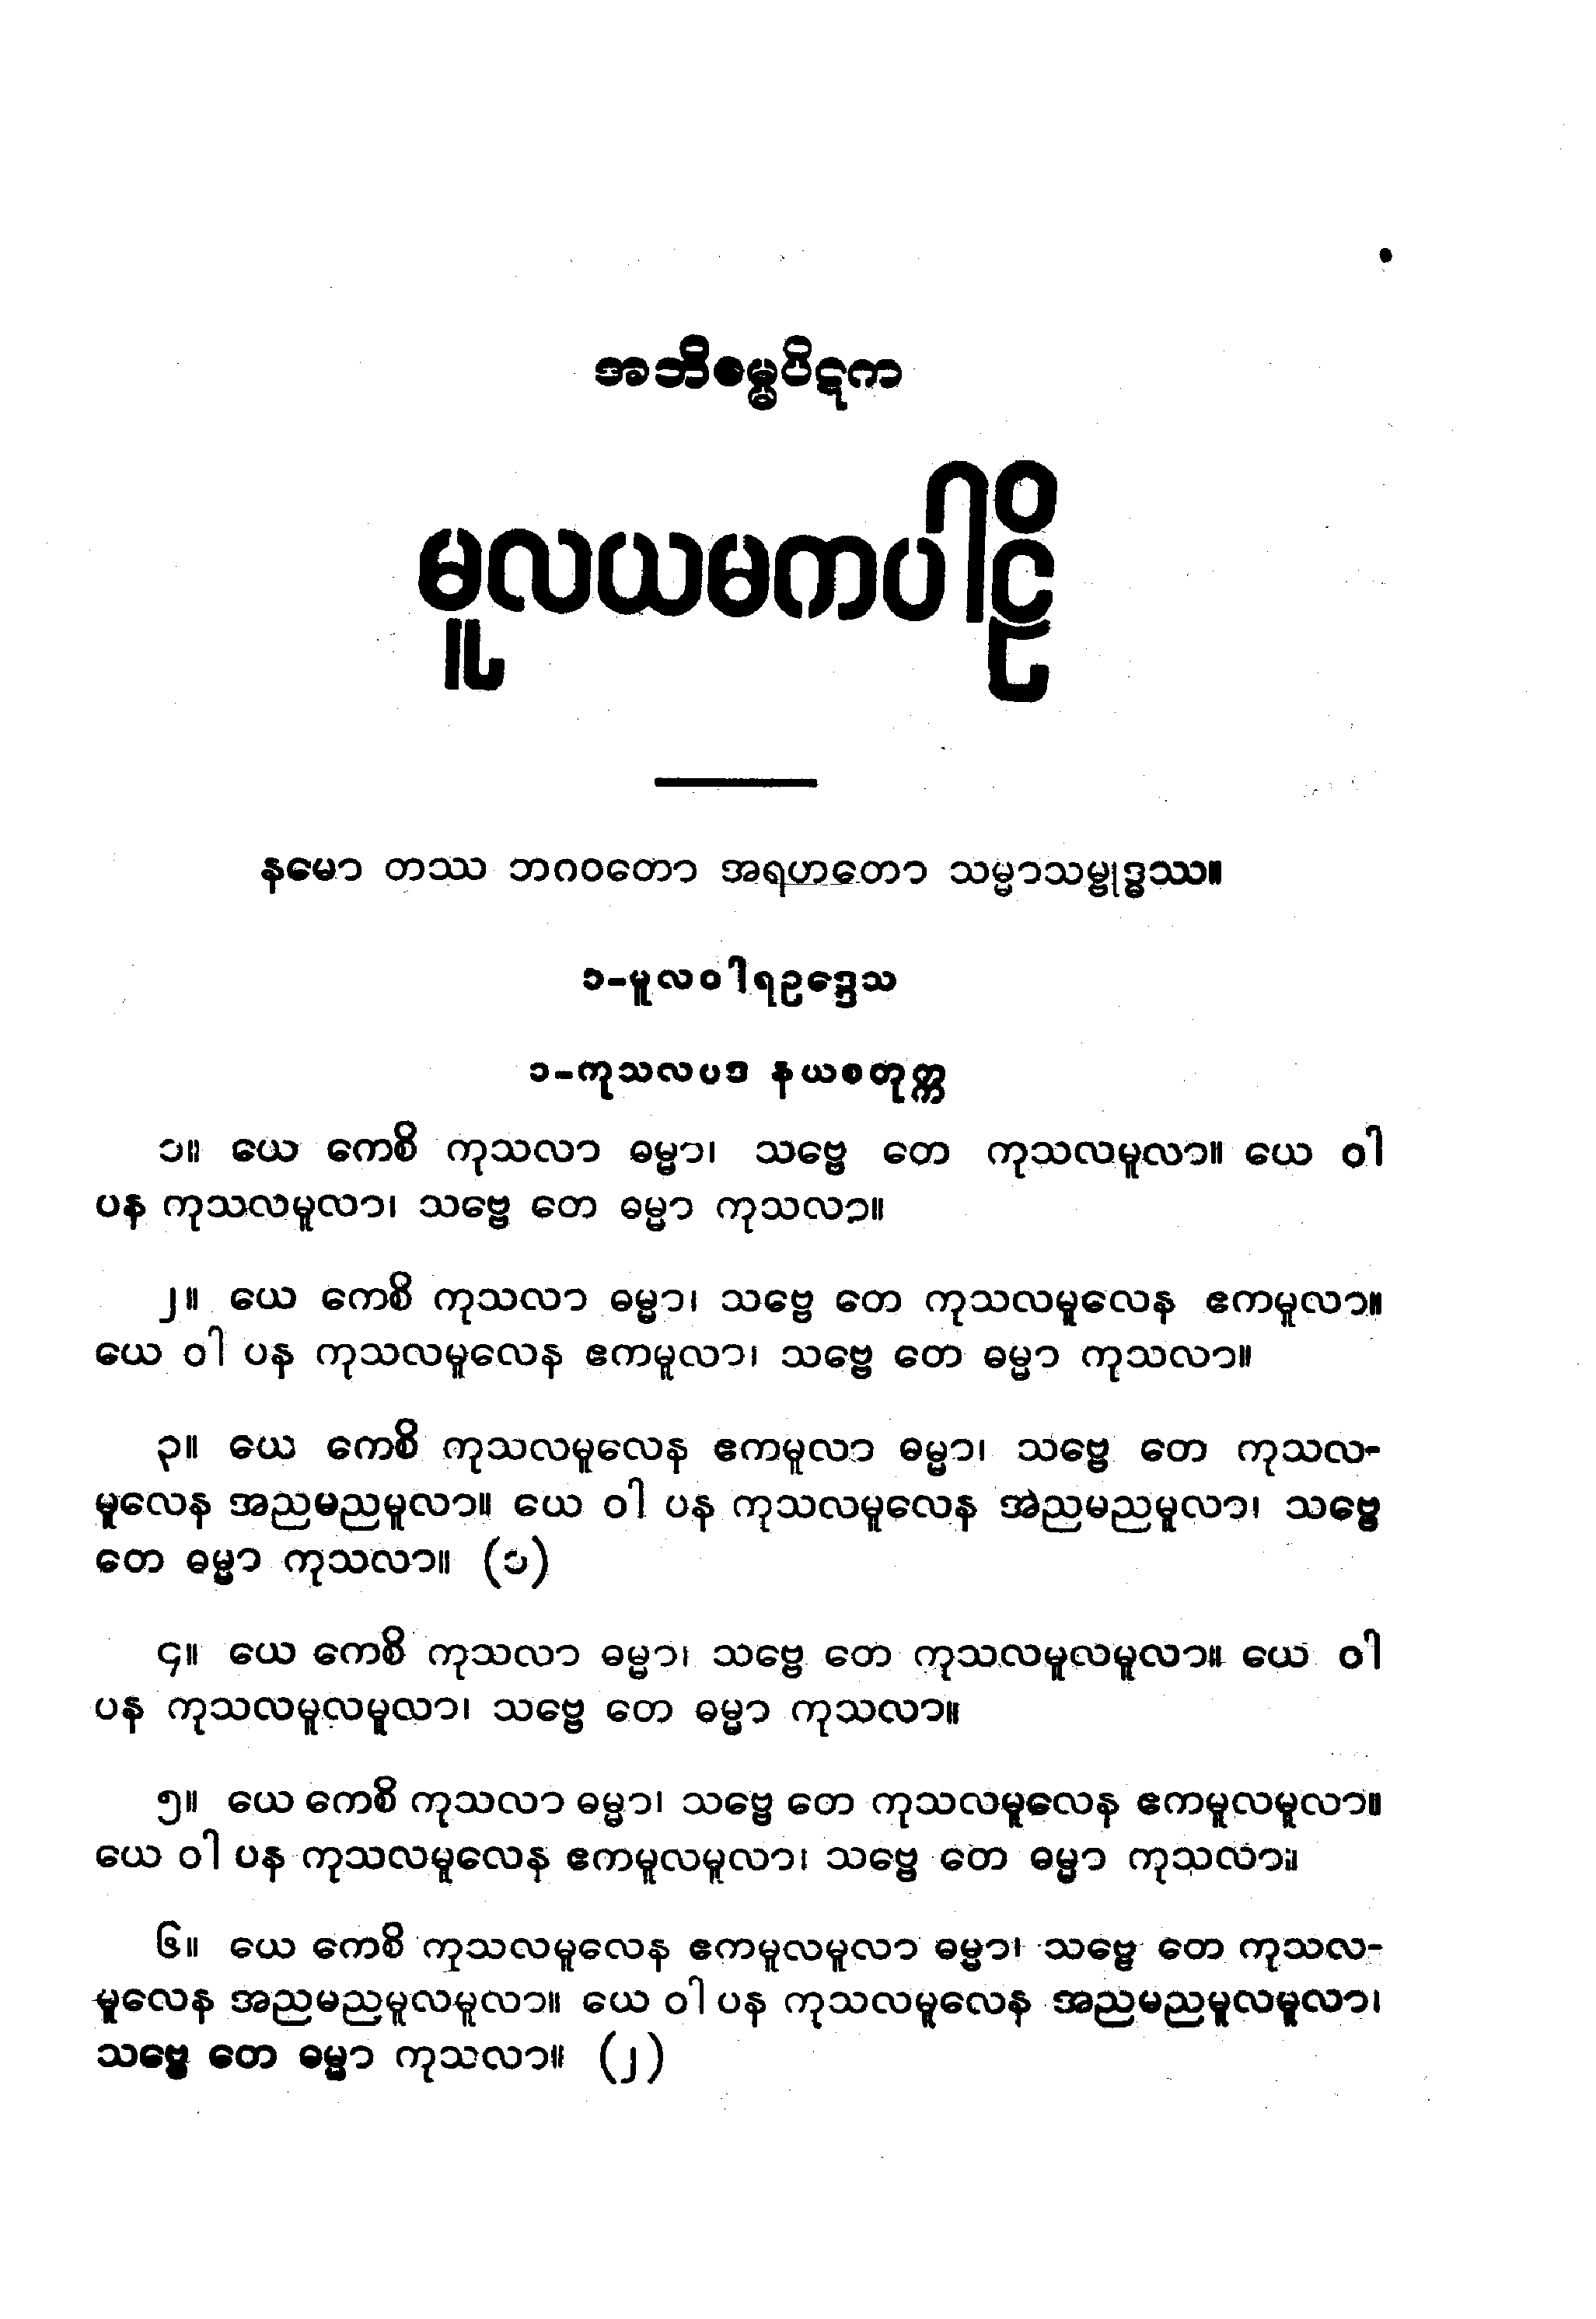 အဘိဓမ္မပိဋက
မူလယမကပါဠိ
နမော တဿ ဘဂဝတော အရဟတော သမ္မာသမ္ဗုဒ္ဓဿ။
၁-မူလဝါရဥဒ္ဒေသ
၁-ကုသလပဒ နယစတုက္က
၁။ ယေ ကေစိ ကုသလာ ဓမ္မာ၊ သဗ္ဗေ တေ ကုသလမူလာ။ ယေ ဝါ
ပန ကုသလမူလာ၊ သဗ္ဗေ တေ ဓမ္မာ ကုသလာ။
၂။ ယေ ကေစိ ကုသလာ ဓမ္မာ၊ သဗ္ဗေ တေ ကုသလမူလေန ဧကမူလာ။
ယေ ဝါ ပန ကုသလမူလေန ဧကမူလာ၊ သဗ္ဗေ တေ ဓမ္မာ ကုသလာ။
၃။ ယေ ကေစိ ကုသလမူလေန ဧကမူလာ ဓမ္မာ၊ သဗ္ဗေ တေ ကုသလ-
မူလေန အညမညမူလာ။ ယေ ဝါ ပန ကုသလမူလေန အညမညမူလာ၊ သဗ္ဗေ
တေ ဓမ္မာ ကုသလာ။ (၁)
၄။ ယေ ကေစိ ကုသလာ ဓမ္မာ၊ သဗ္ဗေ တေ ကုသလမူလမူလာ။ ယေ ဝါ
ပန ကုသလမူလမူလာ၊ သဗ္ဗေ တေ ဓမ္မာ ကုသလာ။
၅။ ယေ ကေစိ ကုသလာ ဓမ္မာ၊ သဗ္ဗေ တေ ကုသလမူလေန ဧကမူလမူလာ။
ယေ ဝါ ပန ကုသလမူလေန ဧကမူလမူလာ၊ သဗ္ဗေ တေ ဓမ္မာ ကုသလာ။
၆။ ယေ ကေစိ ကုသလမူလေန ဧကမူလမူလာ ဓမ္မာ၊ သဗ္ဗေ တေ ကုသလ-
မူလေန အညမညမူလမူလာ။ ယေ ဝါ ပန ကုသလမူလေန အညမညမူလမူလာ၊
သဗ္ဗေ တေ ဓမ္မာ ကုသလာ။ (၂)